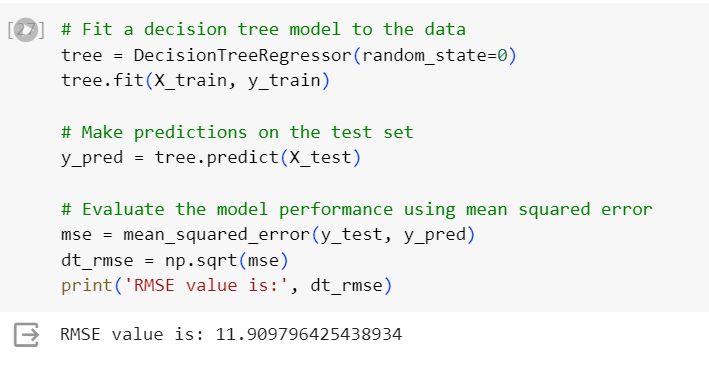 [27] # Fit a decision tree model to the data
tree = DecisionTreeRegressor(random_state=0)
tree.fit(X_train, y_train)
# Make predictions on the test set
y_pred = tree.predict(X_test)
# Evaluate the model performance using mean squared error
mse = mean_squared_error(y_test, y_pred)
dt_rmse = np.sqrt(mse)
print('RMSE value is:', dt_rmse)
RMSE value is: 11.909796425438934